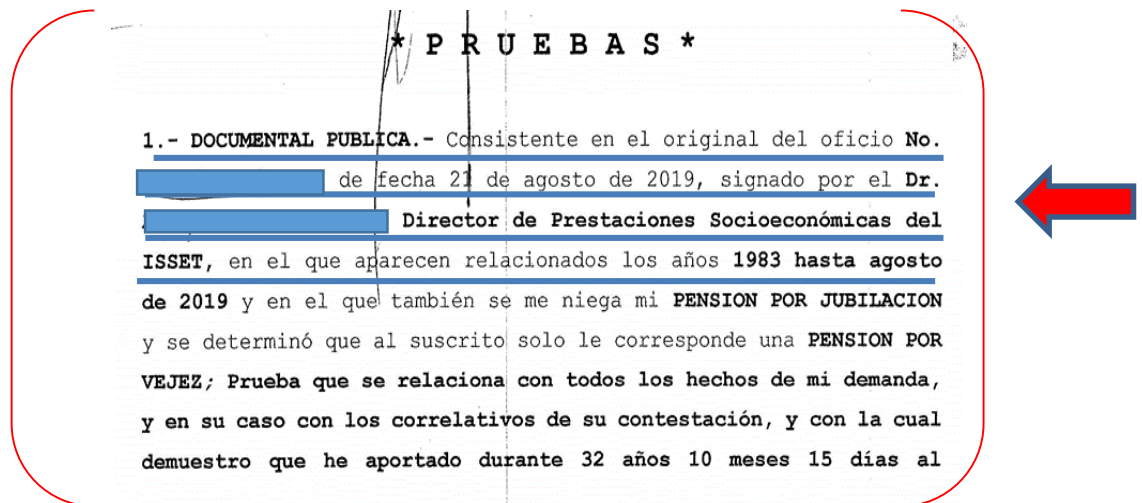 * P R U E B A S *
1.- DOCUMENTAL PUBLICA.- Consistente en el original del oficio No.
de fecha 21 de agosto de 2019, signado por el Dr.
Director de Prestaciones Socioeconómicas del
ISSET, en el que aparecen relacionados los años 1983 hasta agosto
de 2019 y en el que también se me niega mi PENSION POR JUBILACION
y se determinó que al suscrito solo le corresponde una PENSION POR
VEJEZ; Prueba que se relaciona con todos los hechos de mi demanda,
y en su caso con los correlativos de su contestación, y con la cual
demuestro que he aportado durante 32 años 10 meses 15 días al